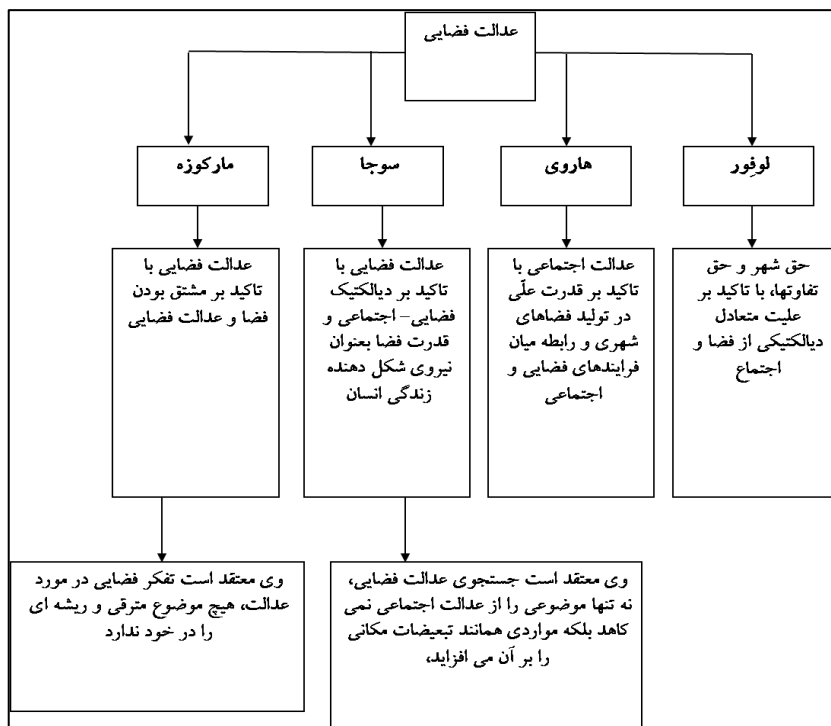 عدالت فضایی
لوفِور
هاروی
سوجا
مارکوزه
حق شهر و حق
تفاوتها، با تاکید بر
علیت متعادل
دیالکتیکی از فضا و
اجتماع
عدالت اجتماعی با
تاکید بر قدرت علّی
در تولید فضاهای
شهری و رابطه میان
فرایندهای فضایی و
اجتماعی
عدالت فضایی با
تاکید بر دیالکتیک
فضایی– اجتماعی و
قدرت فضا بعنوان
نیروی شکل دهنده
زندگی انسان
عدالت فضایی با
تاکید بر مشتق بودن
فضا و عدالت فضایی
وی معتقد است جستجوی عدالت فضایی،
نه تنها موضوعی را از عدالت اجتماعی نمی
کاهد بلکه مواردی همانند تبعیضات مکانی
را بر آن می افزاید،
وی معتقد است تفکر فضایی در مورد
عدالت، هیچ موضوع مترقی و ریشه ای
را در خود ندارد